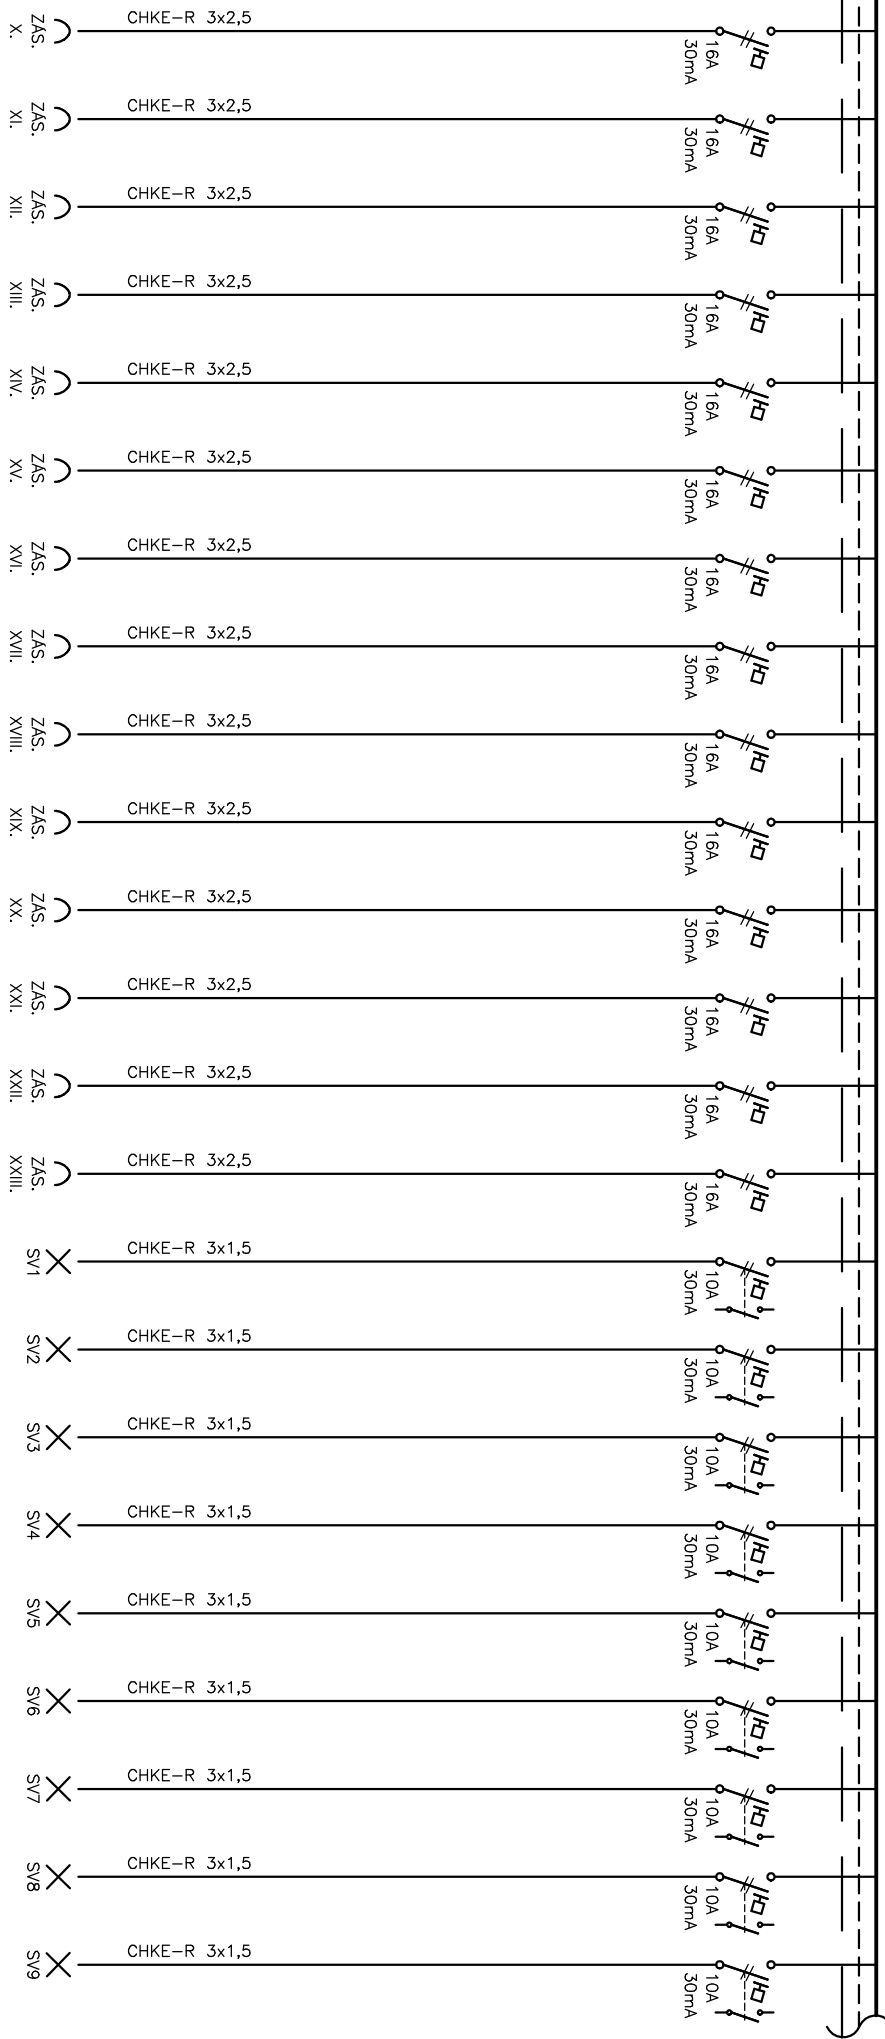 CHKE-R 3x2,5
16A
30mA
ZÁS.
X.
CHKE-R 3x2,5
16A
30mA
ZÁS.
XI.
CHKE-R 3x2,5
16A
30mA
ZÁS.
XII.
CHKE-R 3x2,5
16A
30mA
ZÁS.
XIII.
CHKE-R 3x2,5
16A
30mA
ZÁS.
XIV.
CHKE-R 3x2,5
16A
30mA
ZÁS.
XV.
CHKE-R 3x2,5
16A
30mA
ZÁS.
XVI.
CHKE-R 3x2,5
16A
30mA
ZÁS.
XVII.
CHKE-R 3x2,5
16A
30mA
ZÁS.
XVIII.
CHKE-R 3x2,5
16A
30mA
ZÁS.
XIX.
CHKE-R 3x2,5
16A
30mA
ZÁS.
XX.
CHKE-R 3x2,5
16A
30mA
ZÁS.
XXI.
CHKE-R 3x2,5
16A
30mA
ZÁS.
XXII.
CHKE-R 3x2,5
16A
30mA
ZÁS.
XXIII.
CHKE-R 3x1,5
10A
30mA
SV1
CHKE-R 3x1,5
10A
30mA
SV2
CHKE-R 3x1,5
10A
30mA
SV3
CHKE-R 3x1,5
10A
30mA
SV4
CHKE-R 3x1,5
10A
30mA
SV5
CHKE-R 3x1,5
10A
30mA
SV6
CHKE-R 3x1,5
10A
30mA
SV7
CHKE-R 3x1,5
10A
30mA
SV8
CHKE-R 3x1,5
10A
30mA
SV9